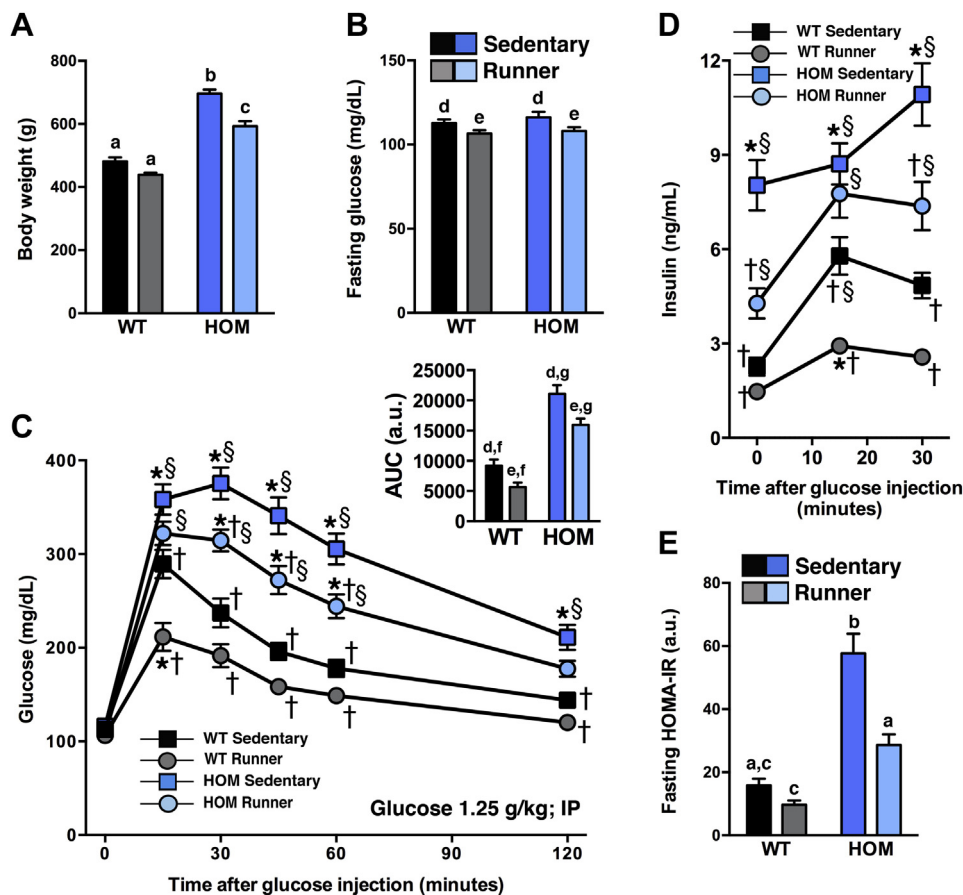 A
Body weight (g)
800
600
400
200
0
a
a
b
c
WT
HOM
B
Sedentary
Runner
Fasting glucose (mg/dL)
150
100
50
0
d
e
d
e
WT
HOM
AUC (a.u.)
25000
20000
15000
10000
5000
0
d,f
e,f
d,g
e,g
WT
HOM
C
Glucose (mg/dL)
400
300
200
100
0
*§
*§
*§
*§
*§
§
*†§
*†§
*†§
†
†
†
†
†
*†
†
†
†
†
WT Sedentary
WT Runner
HOM Sedentary
HOM Runner
Glucose 1.25 g/kg; IP
0
30
60
90
120
Time after glucose injection (minutes)
D
WT Sedentary
WT Runner
HOM Sedentary
HOM Runner
Insulin (ng/mL)
12
9
6
3
0
*§
*§
*§
†§
§
†§
†
†§
†
†
*†
†
0
10
20
30
Time after glucose injection
(minutes)
E
Sedentary
Runner
Fasting HOMA-IR (a.u.)
80
60
40
20
0
a,c
c
b
a
WT
HOM